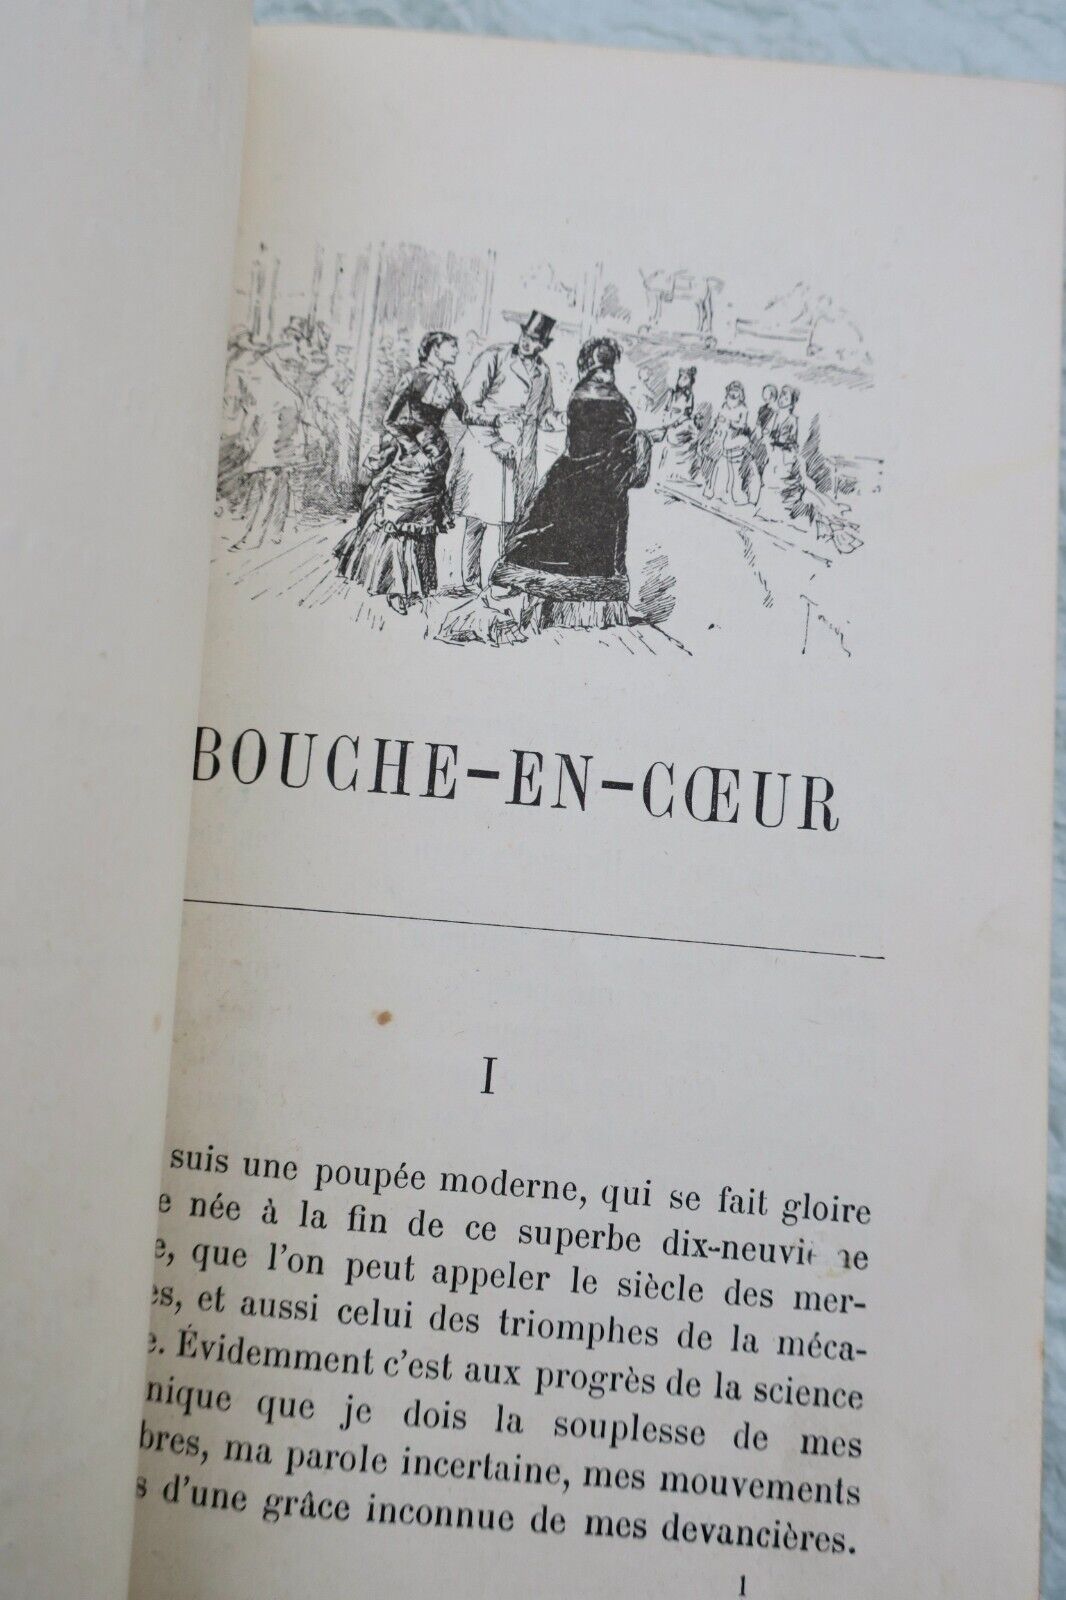 BOUCHE-EN-CŒUR
I
suis une poupée moderne, qui se fait gloire
e née à la fin de ce superbe dix-neuvi me
e, que l'on peut appeler le siècle des mer-
es, et aussi celui des triomphes de la méca-
e. Évidemment c'est aux progrès de la science
nique que je dois la souplesse de mes
bres, ma parole incertaine, mes mouvements
s d'une grâce inconnue de mes devancières.
1